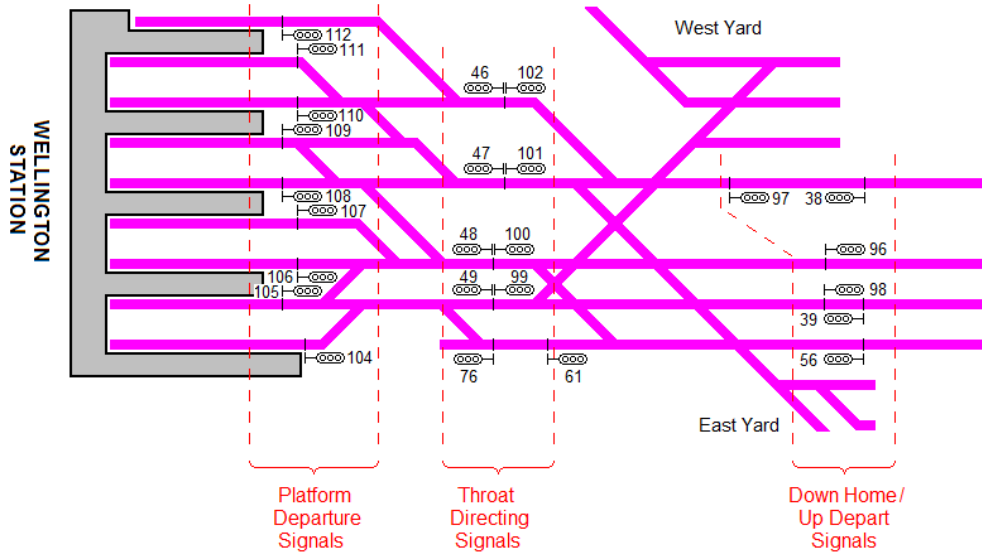 WELLINGTON
STATION
West Yard
112
111
46 102
110
109
47 101
108
107
97 38
48 100
96
106
105
49 99
98
39
104
76 61
56
East Yard
Platform
Departure
Signals
Throat
Directing
Signals
Down Home/
Up Depart
Signals